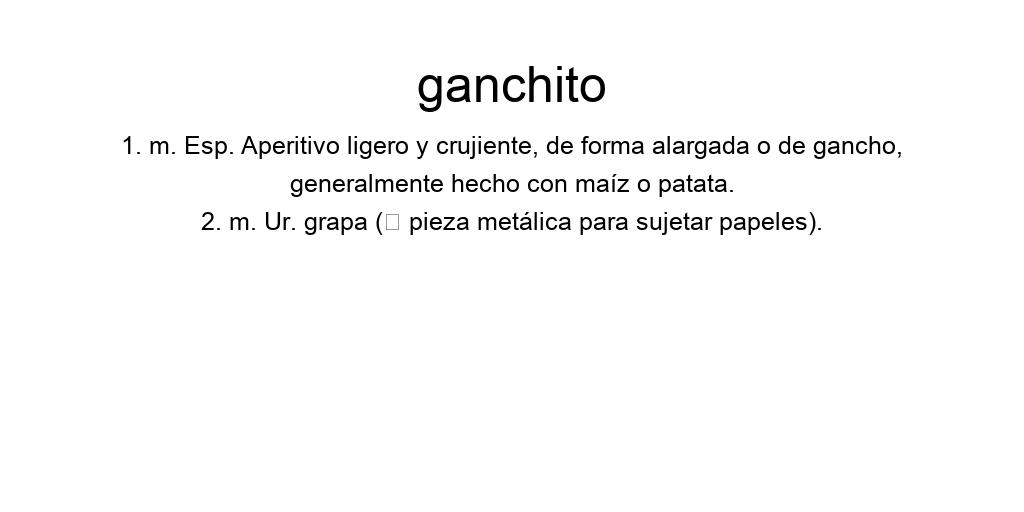 ganchito
1. m. Esp. Aperitivo ligero y crujiente, de forma alargada o de gancho,
generalmente hecho con maíz o patata.
2. m. Ur. grapa (▯ pieza metálica para sujetar papeles).